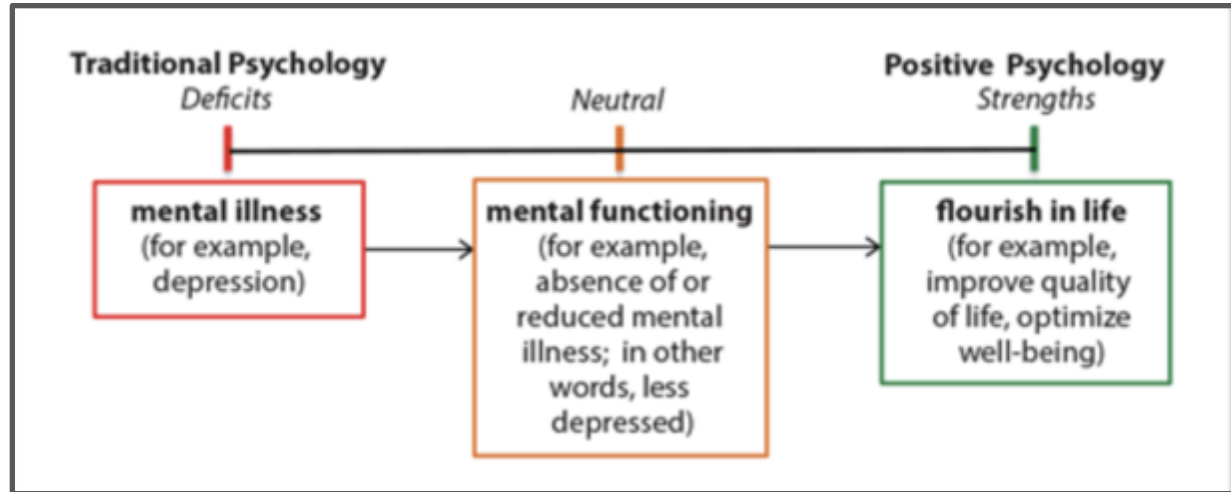 Traditional Psychology
Deficits
Neutral
Positive Psychology
Strengths
mental illness
(for example,
depression)
mental functioning
(for example,
absence of or
reduced mental
illness; in other
words, less
depressed)
flourish in life
(for example,
improve quality
of life, optimize
well-being)